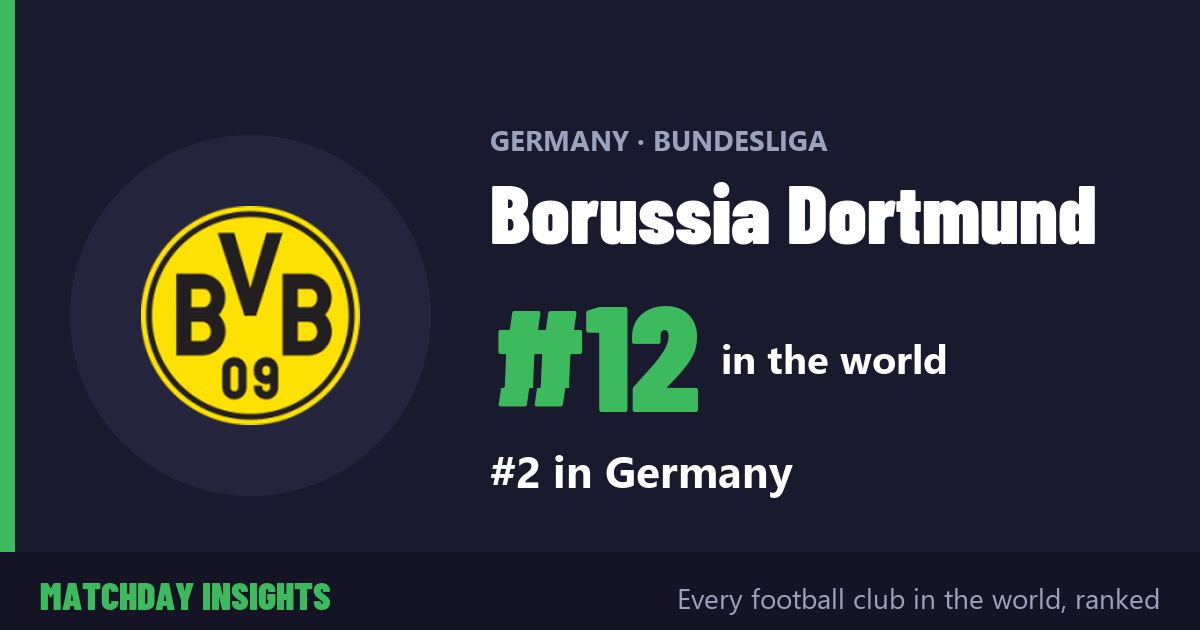 GERMANY · BUNDESLIGA
Borussia Dortmund
BVB
09
#12 in the world
#2 in Germany
MATCHDAY INSIGHTS
Every football club in the world, ranked